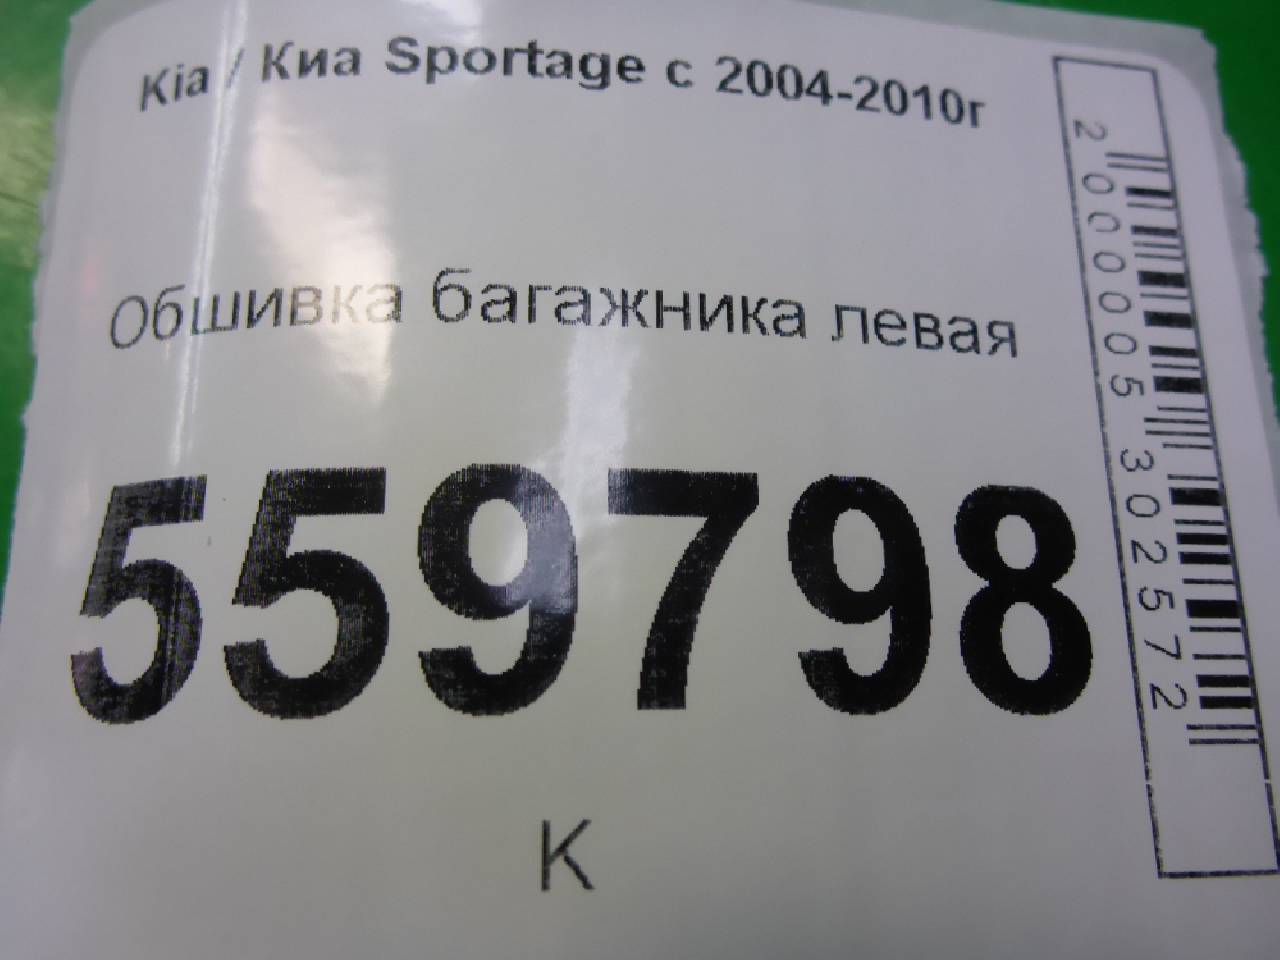 Kia / Киа Sportage с 2004-2010г
Обшивка багажника левая
559798
К
2000005302572